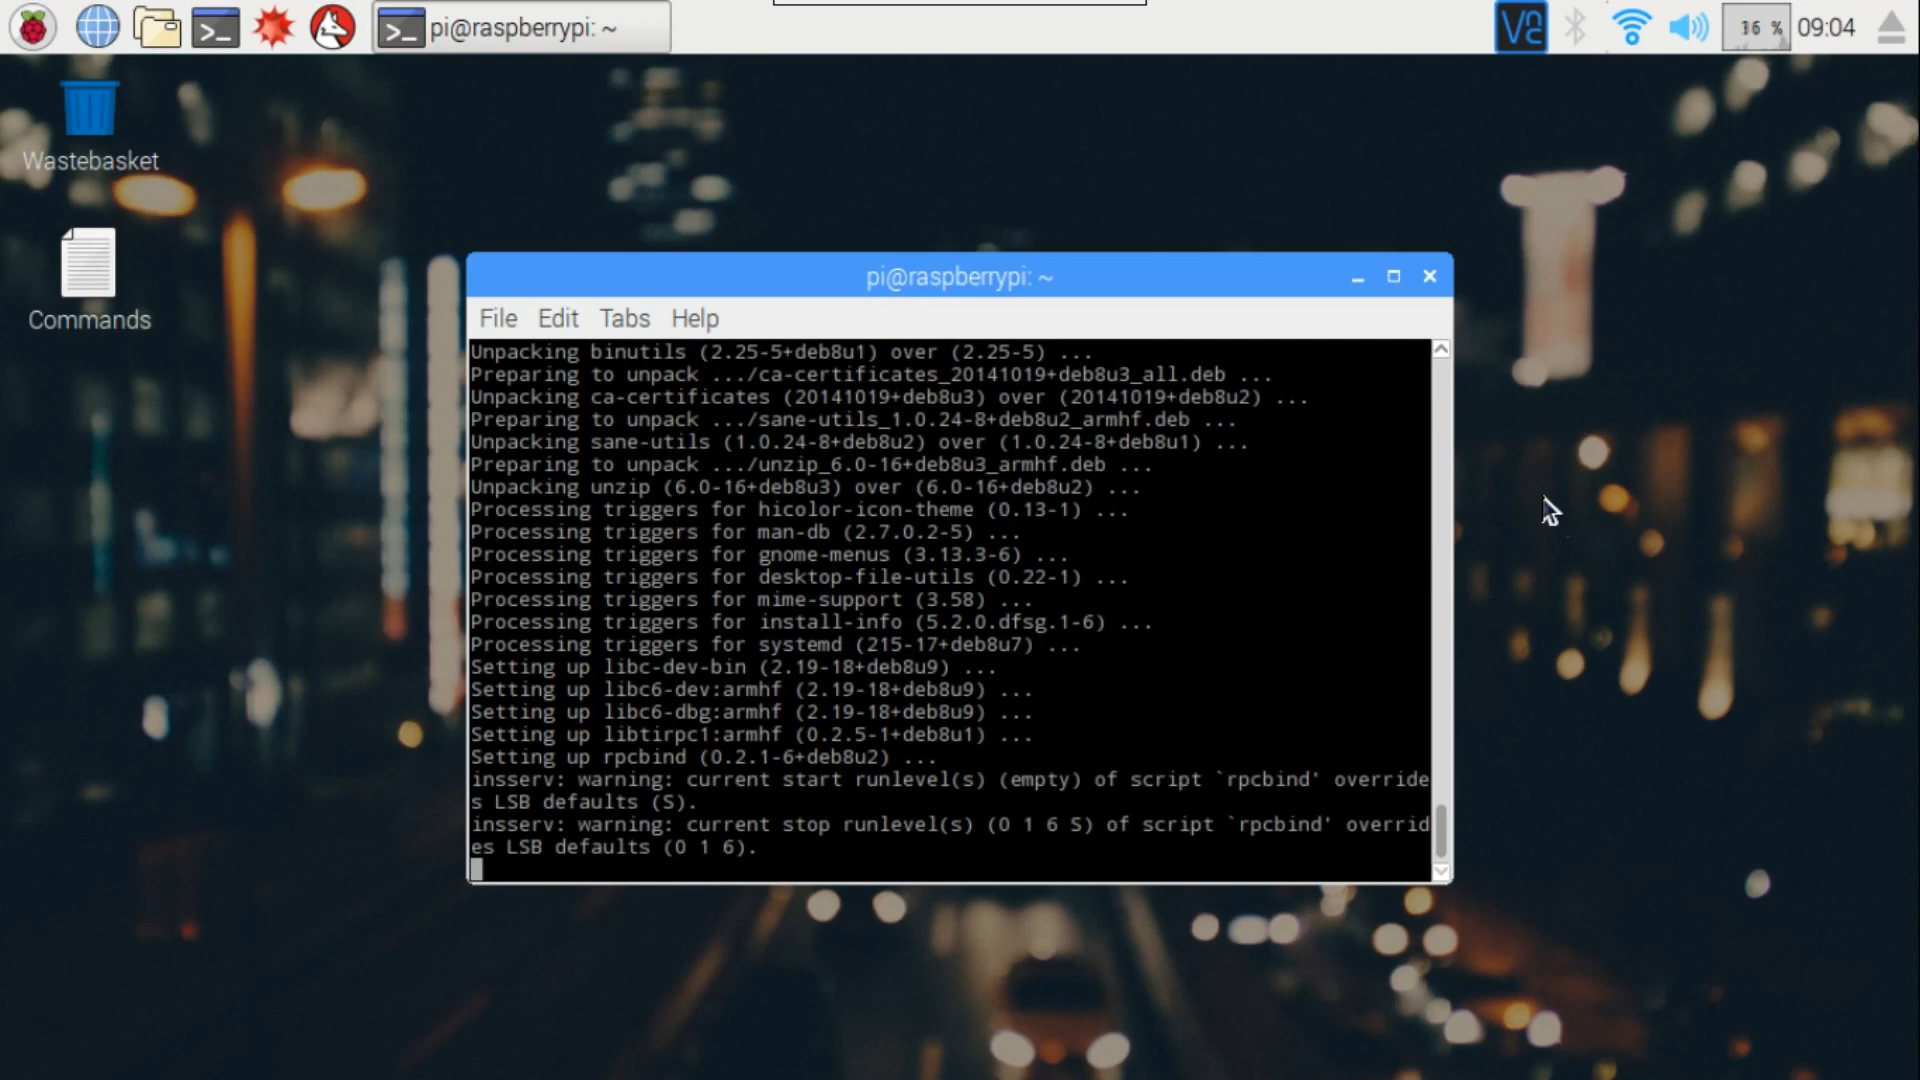 pi@raspberrypi: ~
36 %
09:04
Wastebasket
Commands
pi@raspberrypi: ~
File Edit Tabs Help
Unpacking binutils (2.25-5+deb8u1) over (2.25-5) ...
Preparing to unpack .../ca-certificates_20141019+deb8u3_all.deb ...
Unpacking ca-certificates (20141019+deb8u3) over (20141019+deb8u2) ...
Preparing to unpack .../sane-utils_1.0.24-8+deb8u2_armhf.deb ...
Unpacking sane-utils (1.0.24-8+deb8u2) over (1.0.24-8+deb8u1) ...
Preparing to unpack .../unzip_6.0-16+deb8u3_armhf.deb ...
Unpacking unzip (6.0-16+deb8u3) over (6.0-16+deb8u2) ...
Processing triggers for hicolor-icon-theme (0.13-1) ...
Processing triggers for man-db (2.7.0.2-5) ...
Processing triggers for gnome-menus (3.13.3-6) ...
Processing triggers for desktop-file-utils (0.22-1) ...
Processing triggers for mime-support (3.58) ...
Processing triggers for install-info (5.2.0.dfsg.1-6) ...
Processing triggers for systemd (215-17+deb8u7) ...
Setting up libc-dev-bin (2.19-18+deb8u9) ...
Setting up libc6-dev:armhf (2.19-18+deb8u9) ...
Setting up libc6-dbg:armhf (2.19-18+deb8u9) ...
Setting up libtirpc1:armhf (0.2.5-1+deb8u1) ...
Setting up rpcbind (0.2.1-6+deb8u2) ...
insserv: warning: current start runlevel(s) (empty) of script `rpcbind' override
s LSB defaults (S).
insserv: warning: current stop runlevel(s) (0 1 6 S) of script `rpcbind' overrid
es LSB defaults (0 1 6).